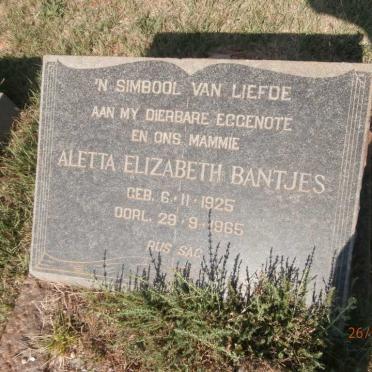 'N SIMBOOL VAN LIEFDE
AAN MY DIERBARE EGGENOTE
EN ONS MAMMIE
ALETTA ELIZABETH BANTJES
GEB. 6·11·1925
OORL. 29·9·1965
RUS SAG
26/